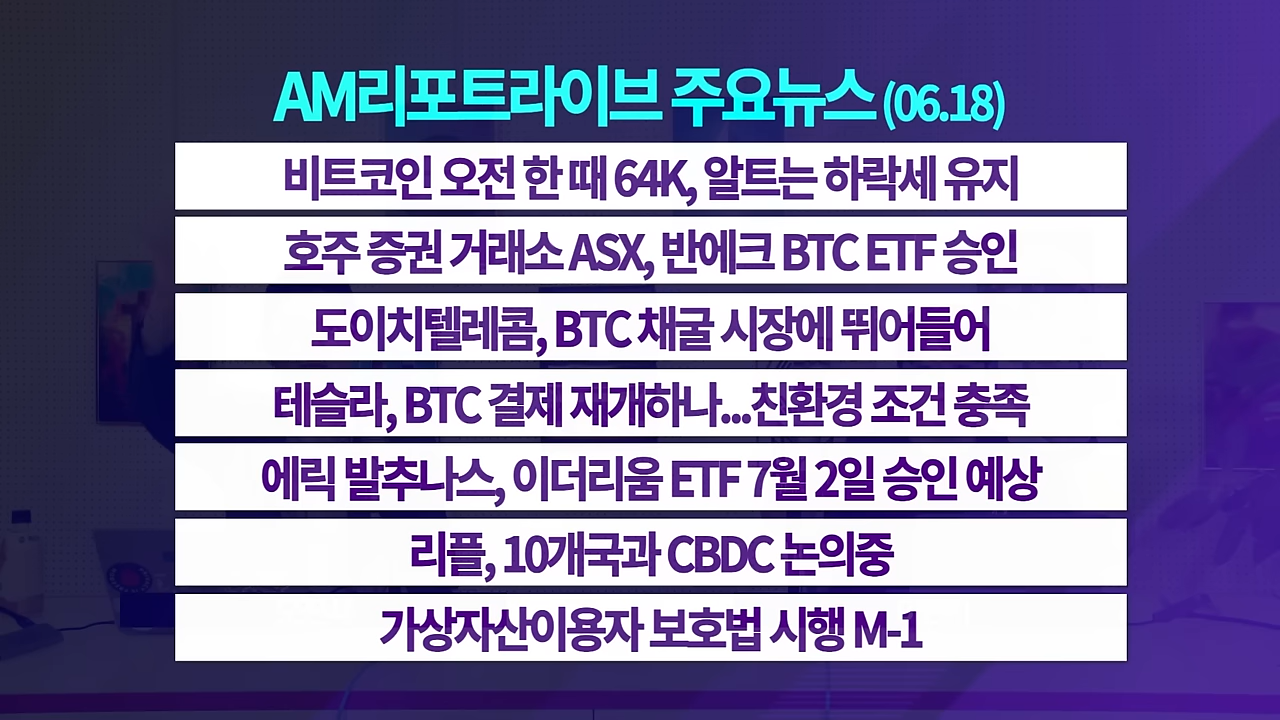 AM리포트라이브 주요뉴스 (06.18)
비트코인 오전 한 때 64K, 알트는 하락세 유지
호주 증권 거래소 ASX, 반에크 BTC ETF 승인
도이치텔레콤, BTC 채굴 시장에 뛰어들어
테슬라, BTC 결제 재개하나...친환경 조건 충족
에릭 발추나스, 이더리움 ETF 7월 2일 승인 예상
리플, 10개국과 CBDC 논의중
가상자산이용자 보호법 시행 M-1